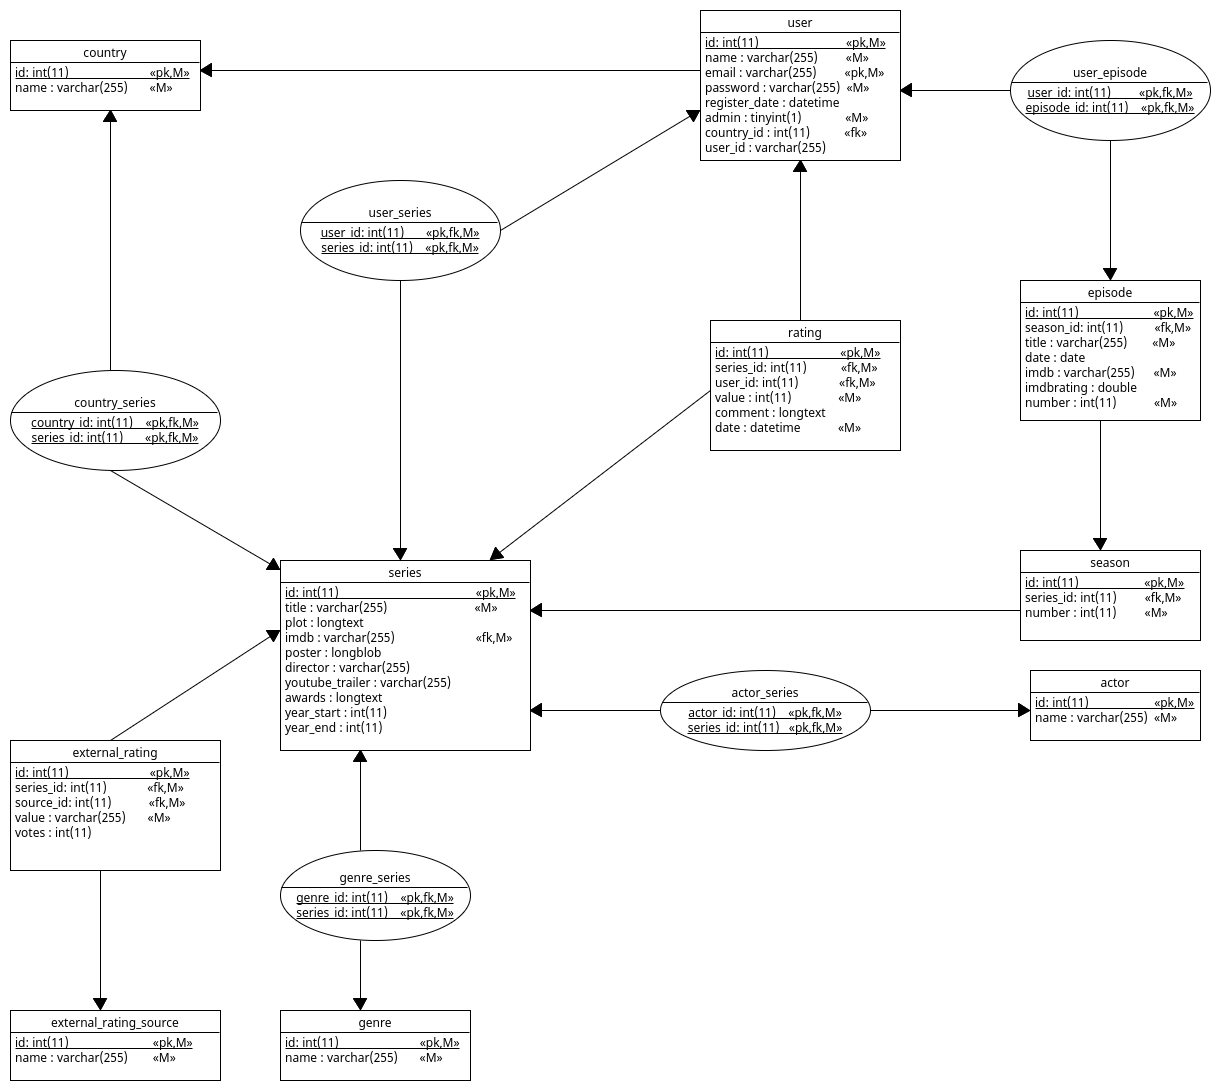 user
id: int(11) «pk,M»
name : varchar(255) «M»
email : varchar(255) «pk,M»
password : varchar(255) «M»
register_date : datetime
admin : tinyint(1) «M»
country_id : int(11) «fk»
user_id : varchar(255)
country
id: int(11) «pk,M»
name : varchar(255) «M»
user_episode
user_id: int(11) «pk,fk,M»
episode_id: int(11) «pk,fk,M»
user_series
user_id: int(11) «pk,fk,M»
series_id: int(11) «pk,fk,M»
episode
id: int(11) «pk,M»
season_id: int(11) «fk,M»
title : varchar(255) «M»
date : date
imdb : varchar(255) «M»
imdbrating : double
number : int(11) «M»
rating
id: int(11) «pk,M»
series_id: int(11) «fk,M»
user_id: int(11) «fk,M»
value : int(11) «M»
comment : longtext
date : datetime «M»
country_series
country_id: int(11) «pk,fk,M»
series_id: int(11) «pk,fk,M»
series
id: int(11) «pk,M»
title : varchar(255) «M»
plot : longtext
imdb : varchar(255) «fk,M»
poster : longblob
director : varchar(255)
youtube_trailer : varchar(255)
awards : longtext
year_start : int(11)
year_end : int(11)
season
id: int(11) «pk,M»
series_id: int(11) «fk,M»
number : int(11) «M»
actor_series
actor_id: int(11) «pk,fk,M»
series_id: int(11) «pk,fk,M»
actor
id: int(11) «pk,M»
name : varchar(255) «M»
external_rating
id: int(11) «pk,M»
series_id: int(11) «fk,M»
source_id: int(11) «fk,M»
value : varchar(255) «M»
votes : int(11)
genre_series
genre_id: int(11) «pk,fk,M»
series_id: int(11) «pk,fk,M»
external_rating_source
id: int(11) «pk,M»
name : varchar(255) «M»
genre
id: int(11) «pk,M»
name : varchar(255) «M»